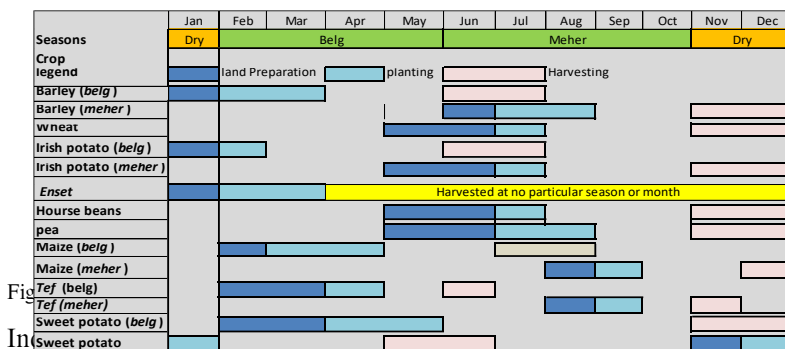 Jan Feb Mar Apr May Jun Jul Aug Sep Oct Nov Dec
Seasons Dry Belg Meher Dry
Crop
legend land Preparation planting Harvesting
Barley (belg)
Barley (meher)
wheat
Irish potato (belg)
Irish potato (meher)
Enset Harvested at no particular season or month
Hourse beans
pea
Maize (belg)
Maize (meher)
Fig
Tef (belg)
Tef (meher)
Sweet potato (belg)
Sweet potato